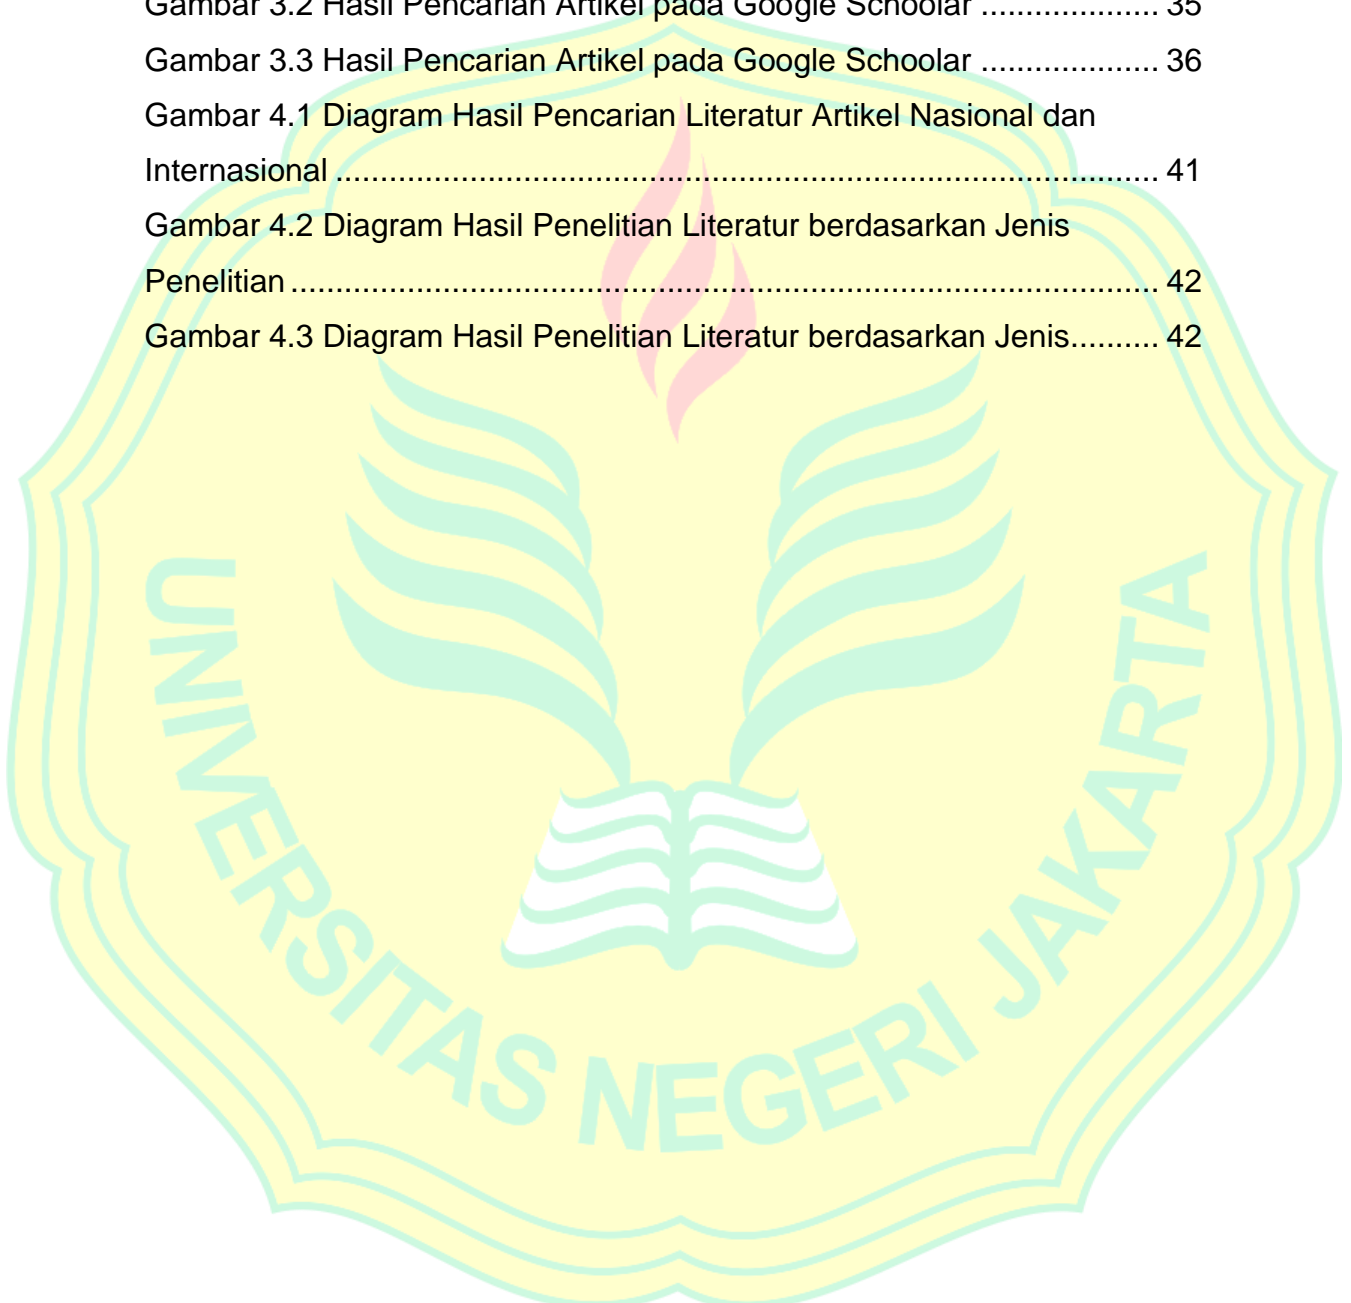 Gambar 3.2 Hasil Pencarian Artikel pada Google Schoolar .................... 35
Gambar 3.3 Hasil Pencarian Artikel pada Google Schoolar .................... 36
Gambar 4.1 Diagram Hasil Pencarian Literatur Artikel Nasional dan
Internasional ............................................................................................ 41
Gambar 4.2 Diagram Hasil Penelitian Literatur berdasarkan Jenis
Penelitian ................................................................................................. 42
Gambar 4.3 Diagram Hasil Penelitian Literatur berdasarkan Jenis.......... 42
UNIVERSITAS NEGERI JAKARTA